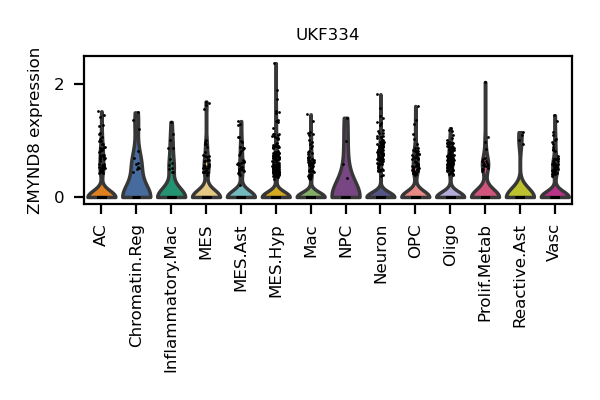 UKF334
ZMYND8 expression
2
0
AC
Chromatin.Reg
Inflammatory.Mac
MES
MES.Ast
MES.Hyp
Mac
NPC
Neuron
OPC
Oligo
Prolif.Metab
Reactive.Ast
Vasc